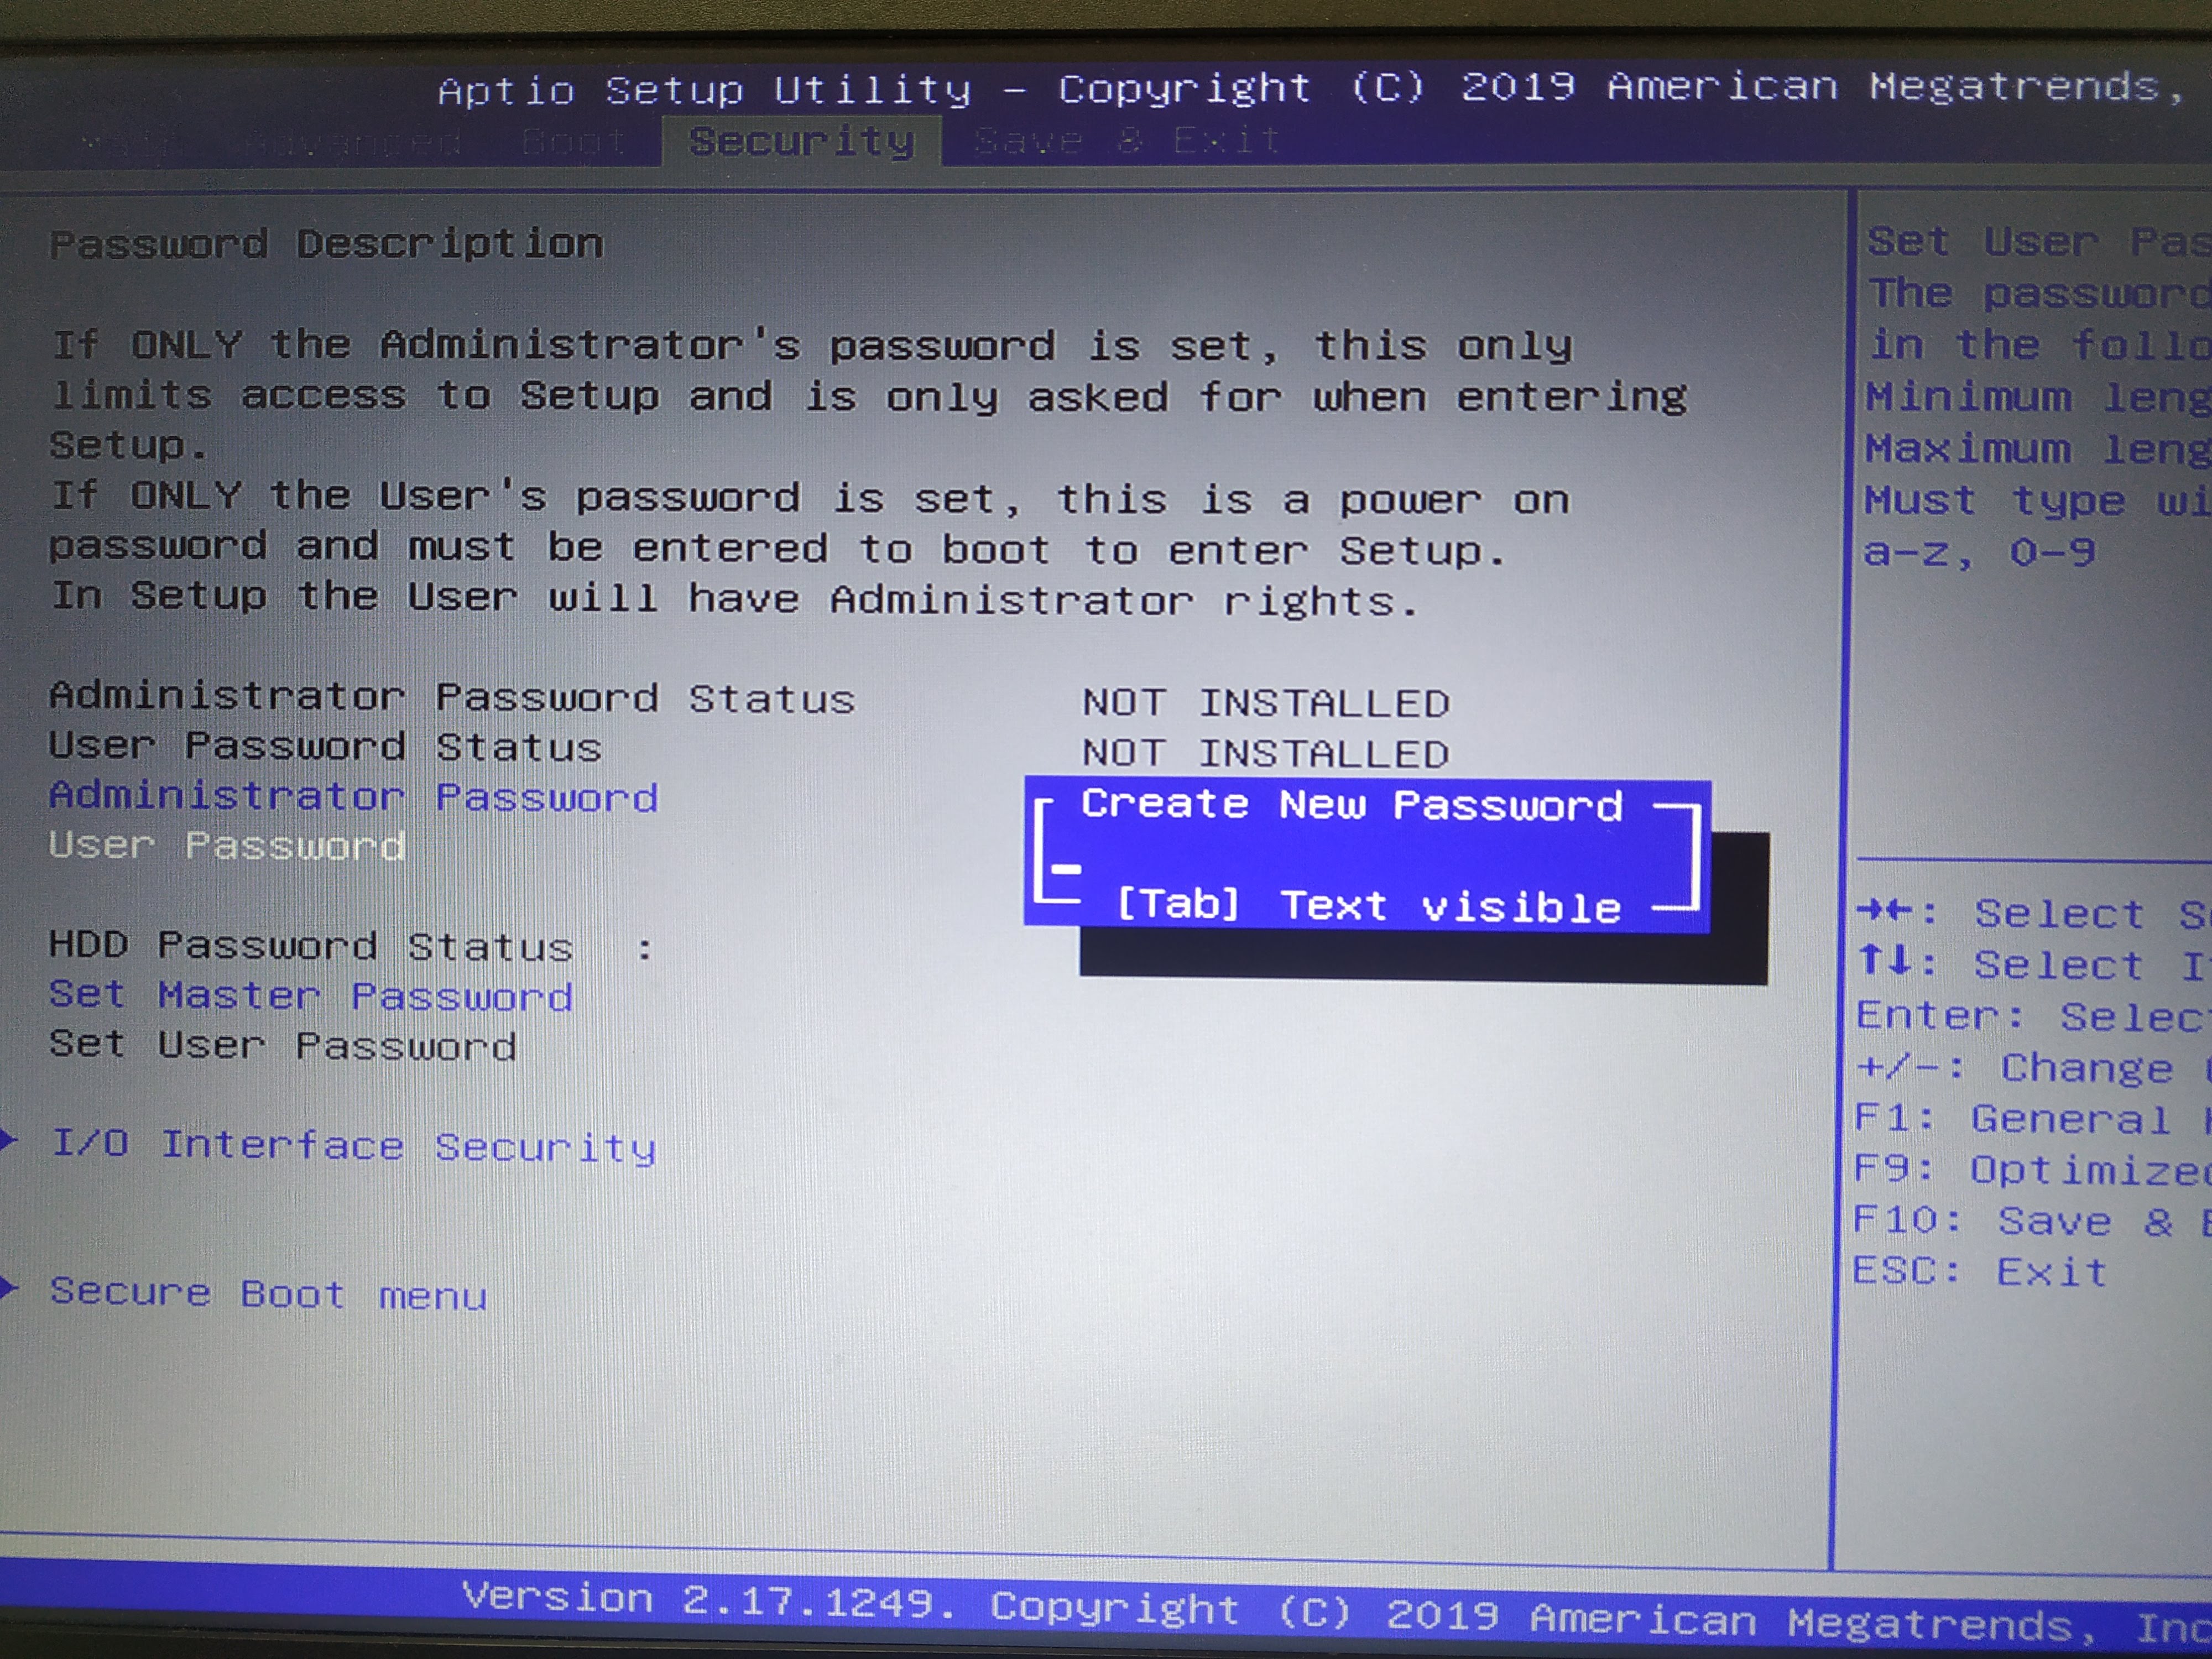 Aptio Setup Utility – Copyright (C) 2019 American Megatrends,
Main Advanced Boot Security Save & Exit
Password Description
If ONLY the Administrator's password is set, this only
limits access to Setup and is only asked for when entering
Setup.
If ONLY the User's password is set, this is a power on
password and must be entered to boot to enter Setup.
In Setup the User will have Administrator rights.
Administrator Password Status NOT INSTALLED
User Password Status NOT INSTALLED
Administrator Password
User Password
Create New Password
[Tab] Text visible
HDD Password Status :
Set Master Password
Set User Password
I/O Interface Security
Secure Boot menu
Set User Pas
The password
in the follo
Minimum leng
Maximum leng
Must type wi
a-z, 0-9
→←: Select S
↑↓: Select I
Enter: Selec
+/-: Change
F1: General
F9: Optimized
F10: Save & E
ESC: Exit
Version 2.17.1249. Copyright (C) 2019 American Megatrends, Inc